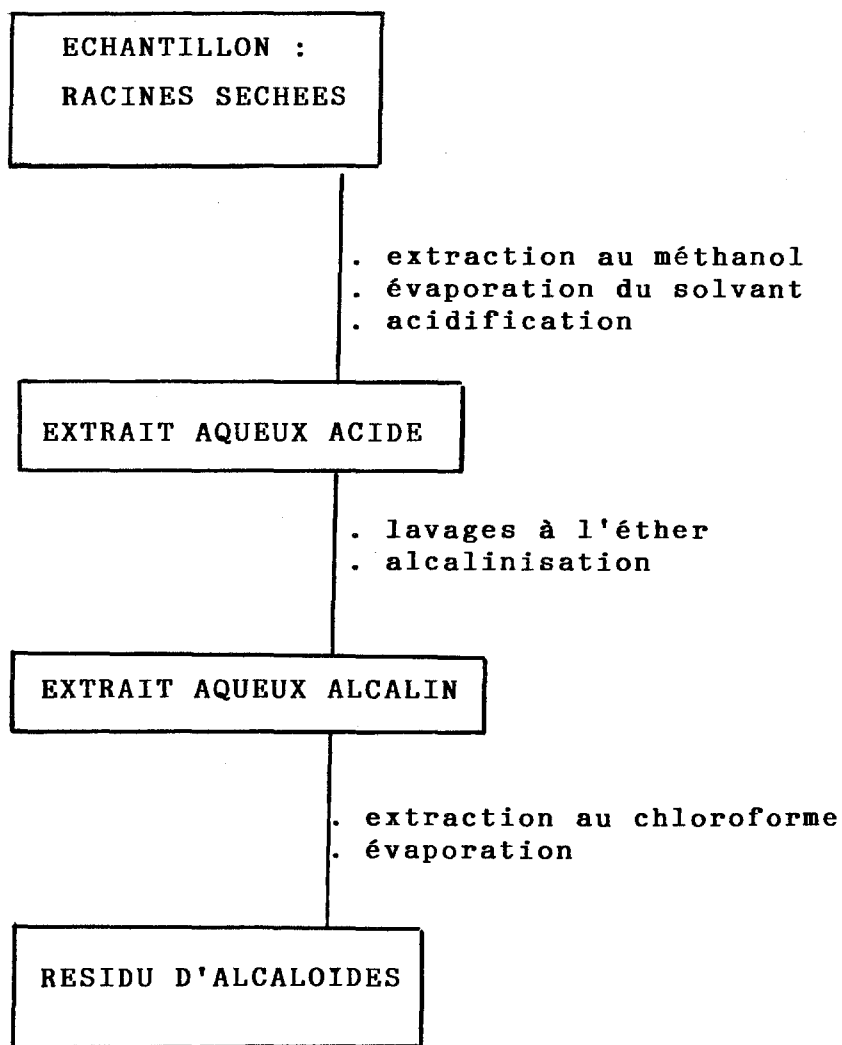 ECHANTILLON :
RACINES SECHEES
. extraction au méthanol
. évaporation du solvant
. acidification
EXTRAIT AQUEUX ACIDE
. lavages à l'éther
. alcalinisation
EXTRAIT AQUEUX ALCALIN
. extraction au chloroforme
. évaporation
RESIDU D'ALCALOIDES